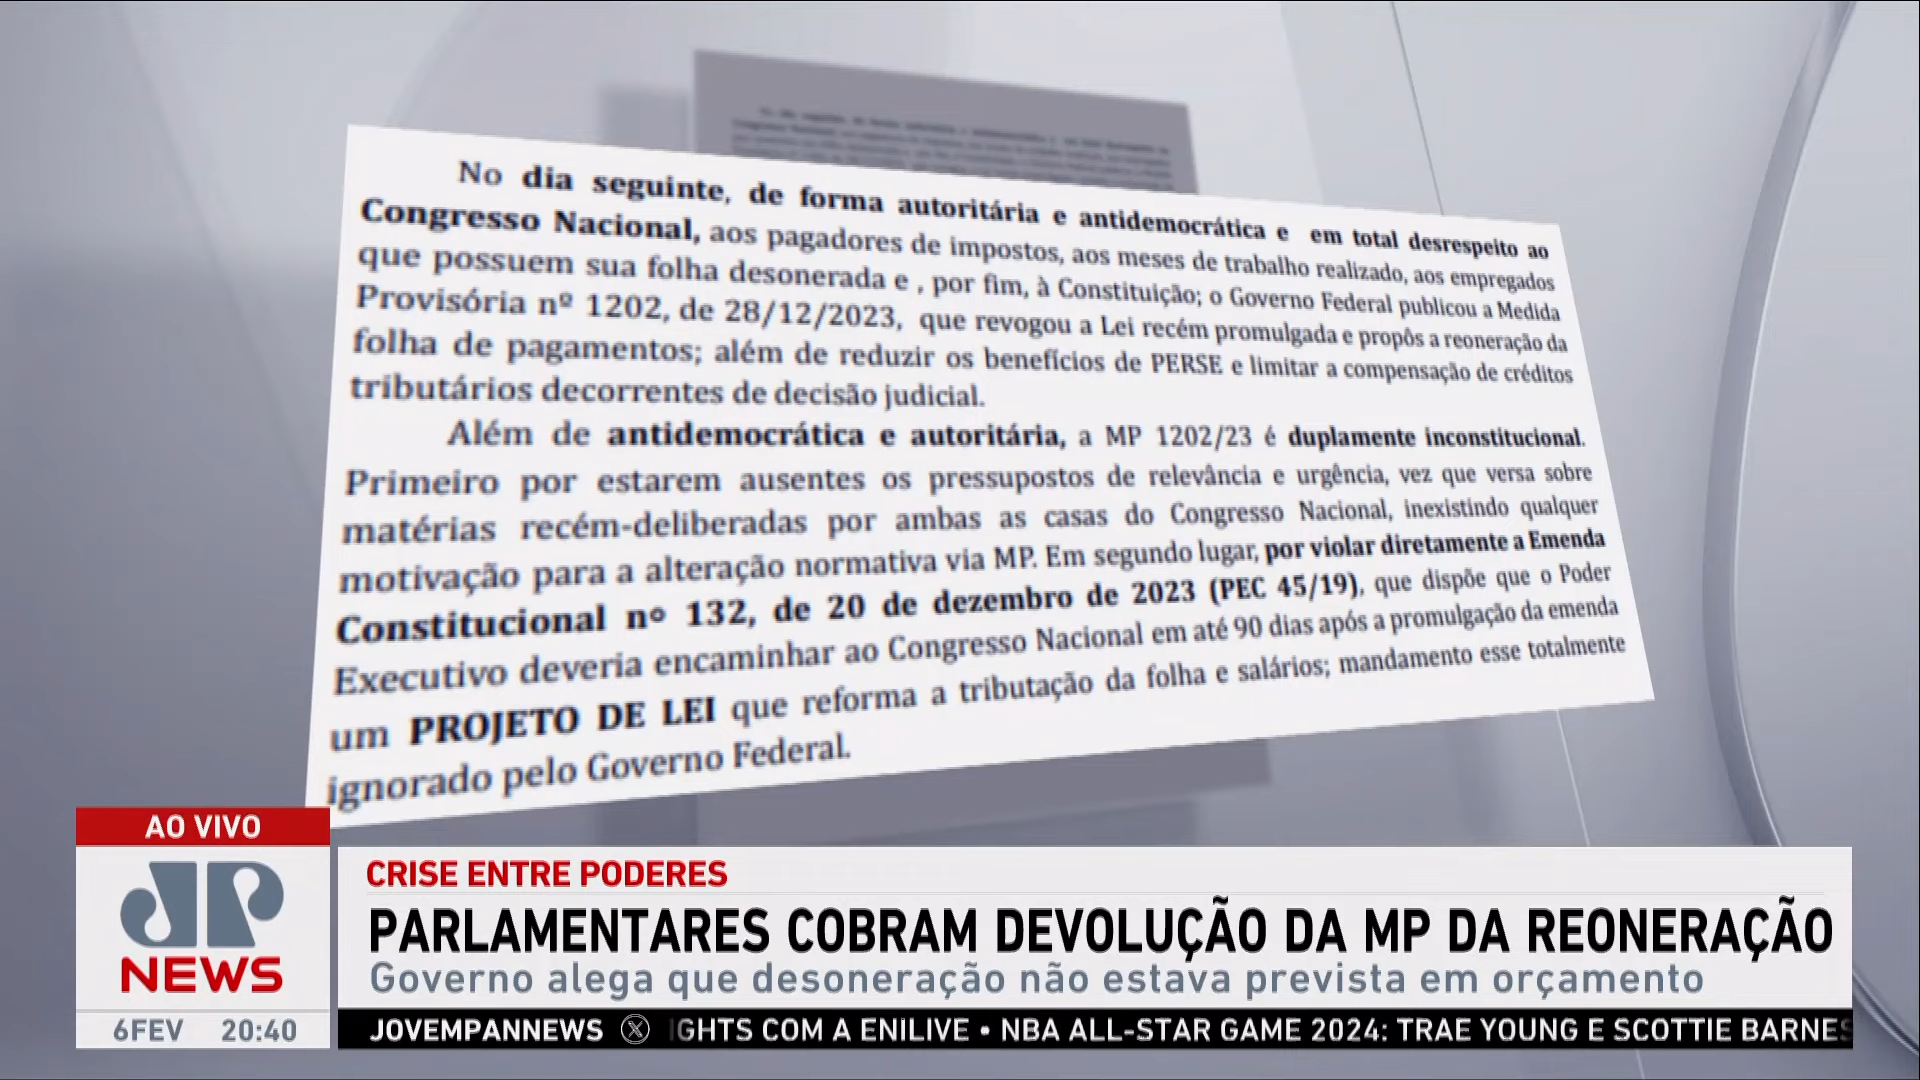 No dia seguinte, de forma autoritária e antidemocrática e em total desrespeito ao
Congresso Nacional, aos pagadores de impostos, aos meses de trabalho realizado, aos empregados
que possuem sua folha desonerada e , por fim, à Constituição; o Governo Federal publicou a Medida
Provisória nº 1202, de 28/12/2023, que revogou a Lei recém promulgada e propôs a reoneração da
folha de pagamentos; além de reduzir os benefícios de PERSE e limitar a compensação de créditos
tributários decorrentes de decisão judicial.
Além de antidemocrática e autoritária, a MP 1202/23 é duplamente inconstitucional.
Primeiro por estarem ausentes os pressupostos de relevância e urgência, vez que versa sobre
matérias recém-deliberadas por ambas as casas do Congresso Nacional, inexistindo qualquer
motivação para a alteração normativa via MP. Em segundo lugar, por violar diretamente a Emenda
Constitucional nº 132, de 20 de dezembro de 2023 (PEC 45/19), que dispõe que o Poder
Executivo deveria encaminhar ao Congresso Nacional em até 90 dias após a promulgação da emenda
um PROJETO DE LEI que reforma a tributação da folha e salários; mandamento esse totalmente
ignorado pelo Governo Federal.
AO VIVO
JP
NEWS
6FEV 20:40
CRISE ENTRE PODERES
PARLAMENTARES COBRAM DEVOLUÇÃO DA MP DA REONERAÇÃO
Governo alega que desoneração não estava prevista em orçamento
JOVEMPANNEWS X IGHTS COM A ENILIVE • NBA ALL-STAR GAME 2024: TRAE YOUNG E SCOTTIE BARNES